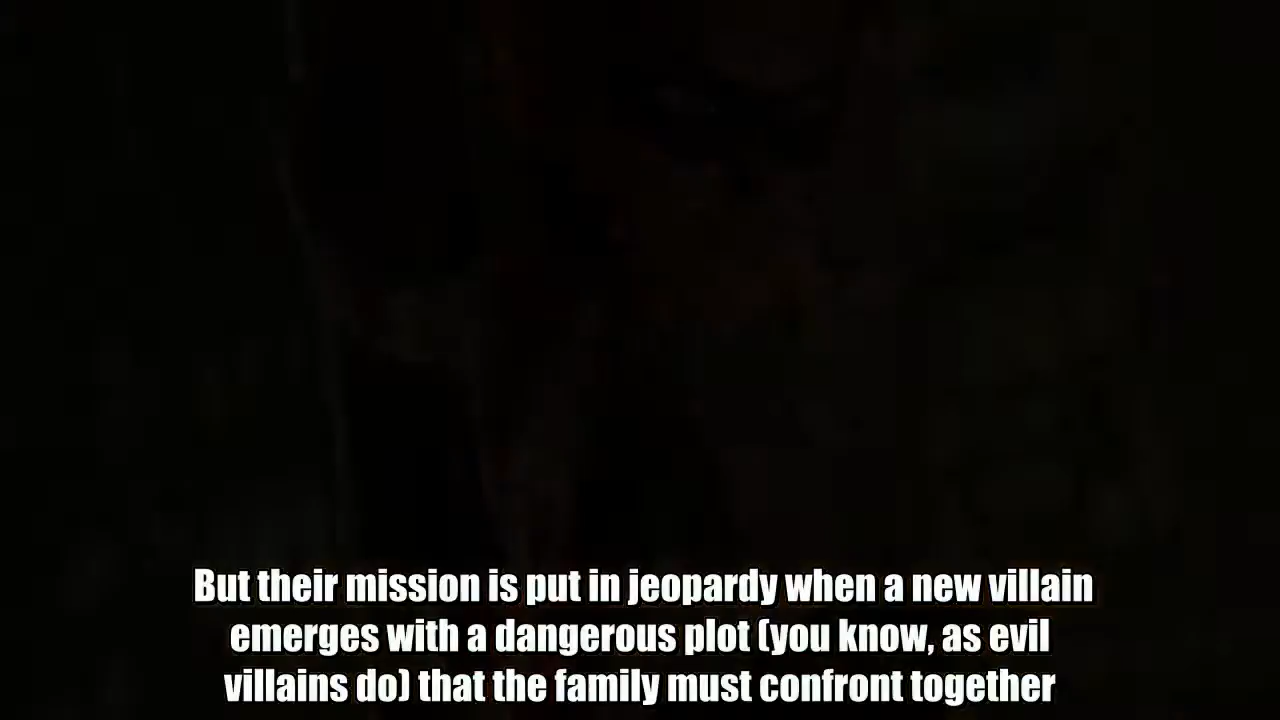 But their mission is put in jeopardy when a new villain
emerges with a dangerous plot (you know, as evil
villains do) that the family must confront together